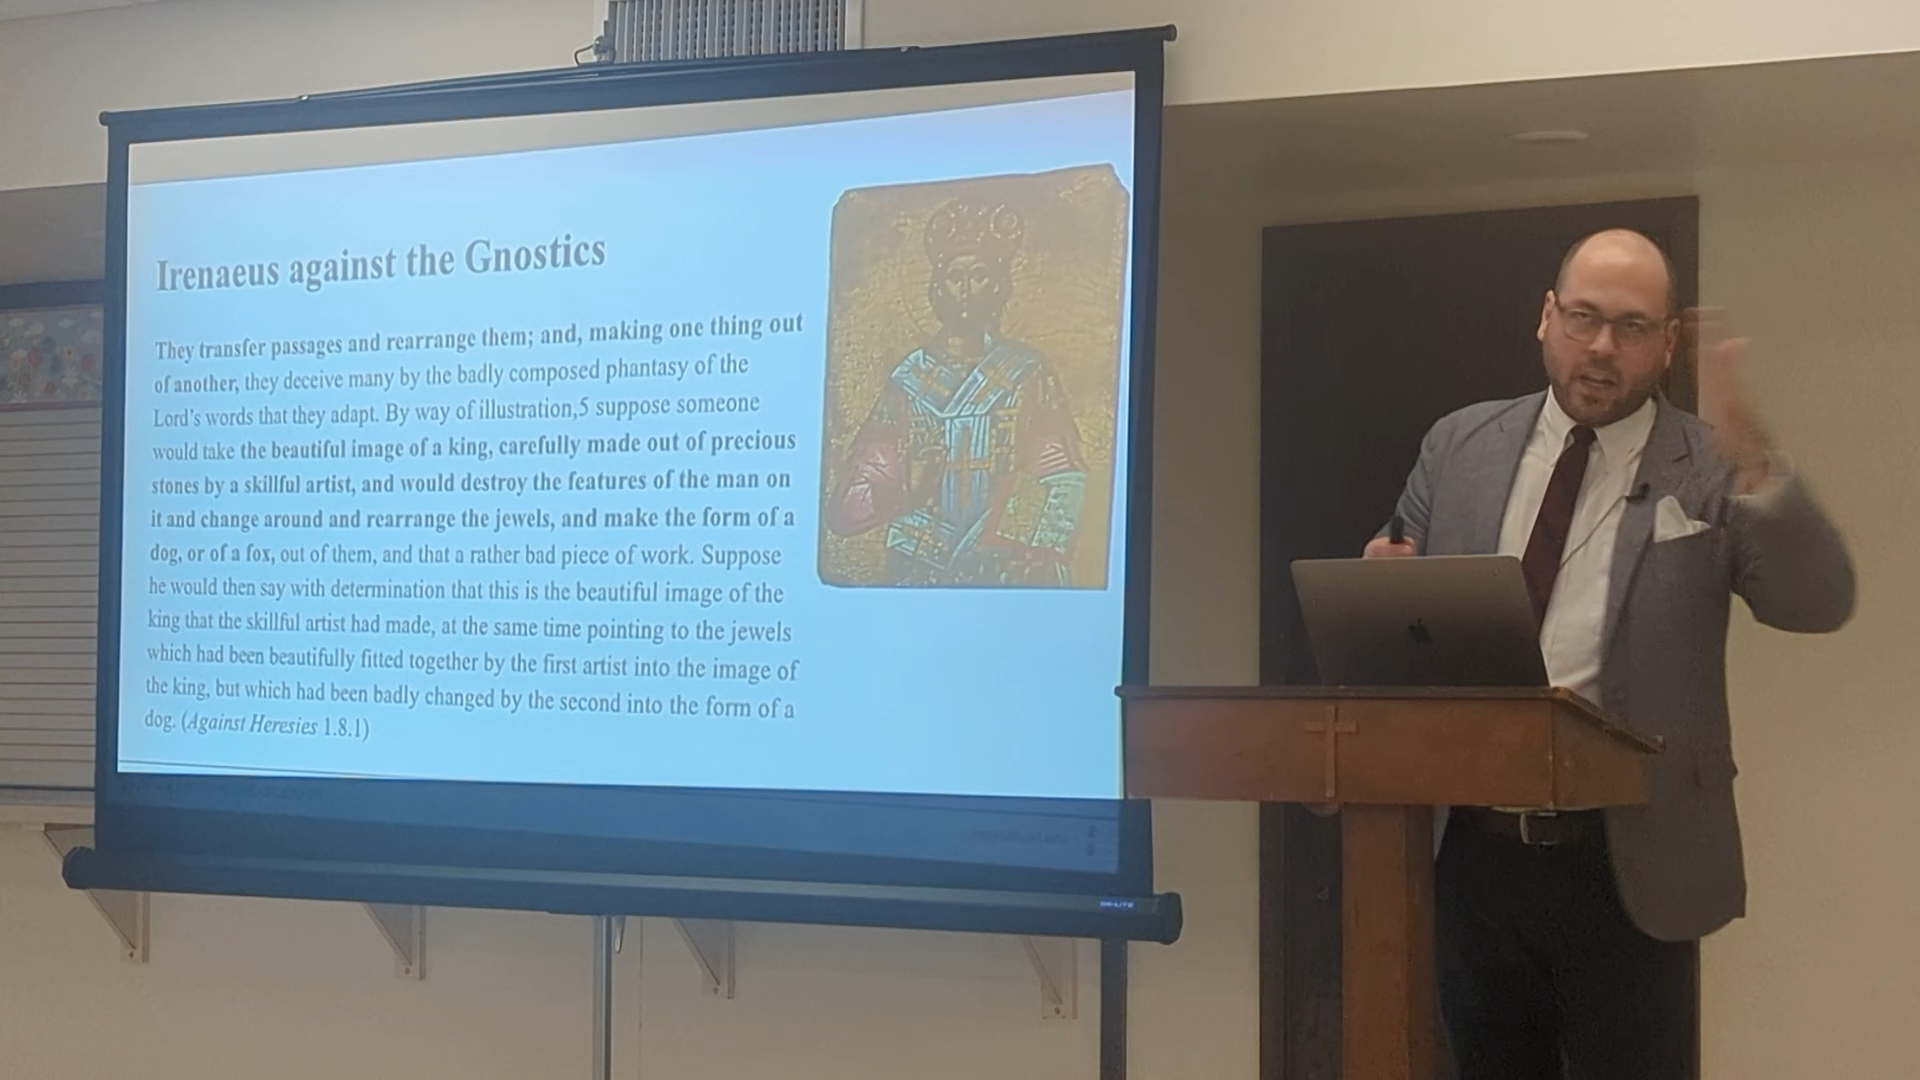 Irenaeus against the Gnostics
They transfer passages and rearrange them; and, making one thing out
of another, they deceive many by the badly composed phantasy of the
Lord's words that they adapt. By way of illustration,5 suppose someone
would take the beautiful image of a king, carefully made out of precious
stones by a skillful artist, and would destroy the features of the man on
it and change around and rearrange the jewels, and make the form of a
dog, or of a fox, out of them, and that a rather bad piece of work. Suppose
he would then say with determination that this is the beautiful image of the
king that the skillful artist had made, at the same time pointing to the jewels
which had been beautifully fitted together by the first artist into the image of
the king, but which had been badly changed by the second into the form of a
dog. (Against Heresies 1.8.1)
DA-LITE